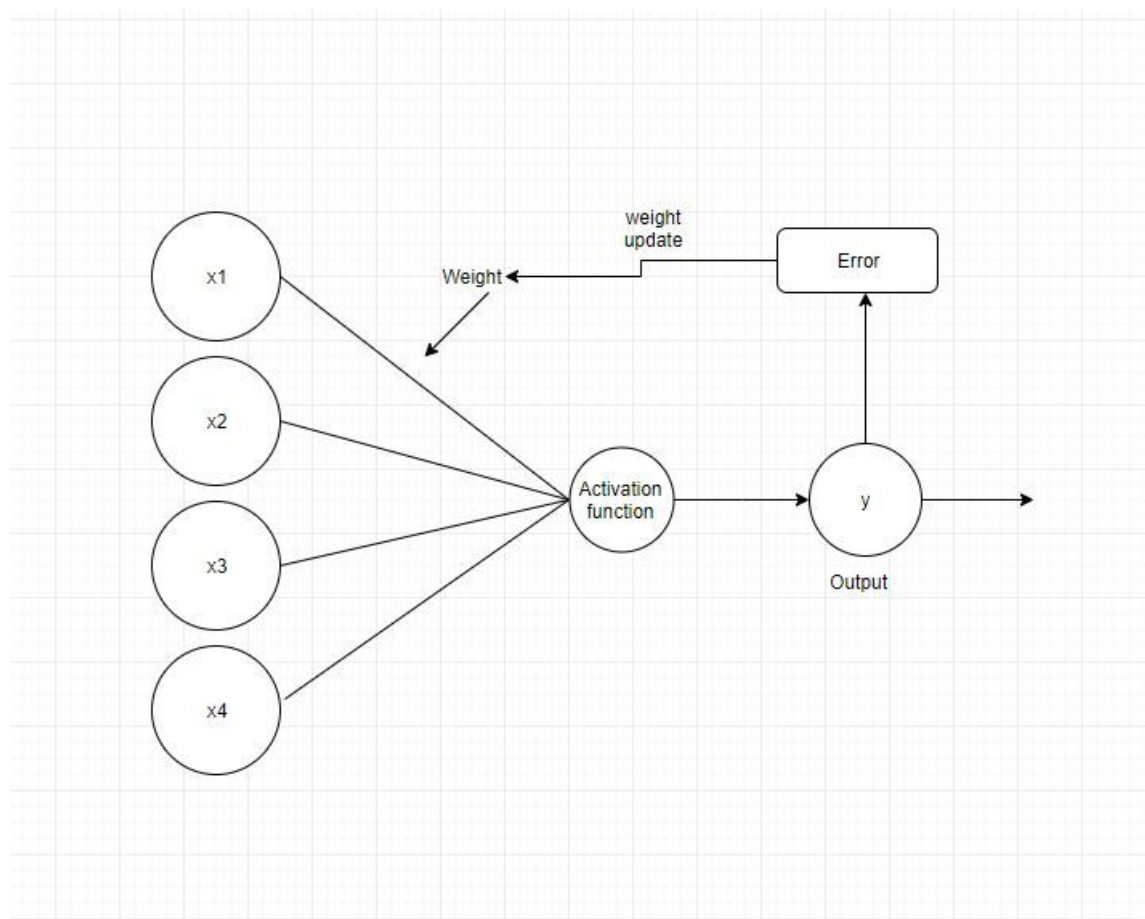 weight
update
Error
x1
Weight
x2
Activation
function
y
x3
Output
x4